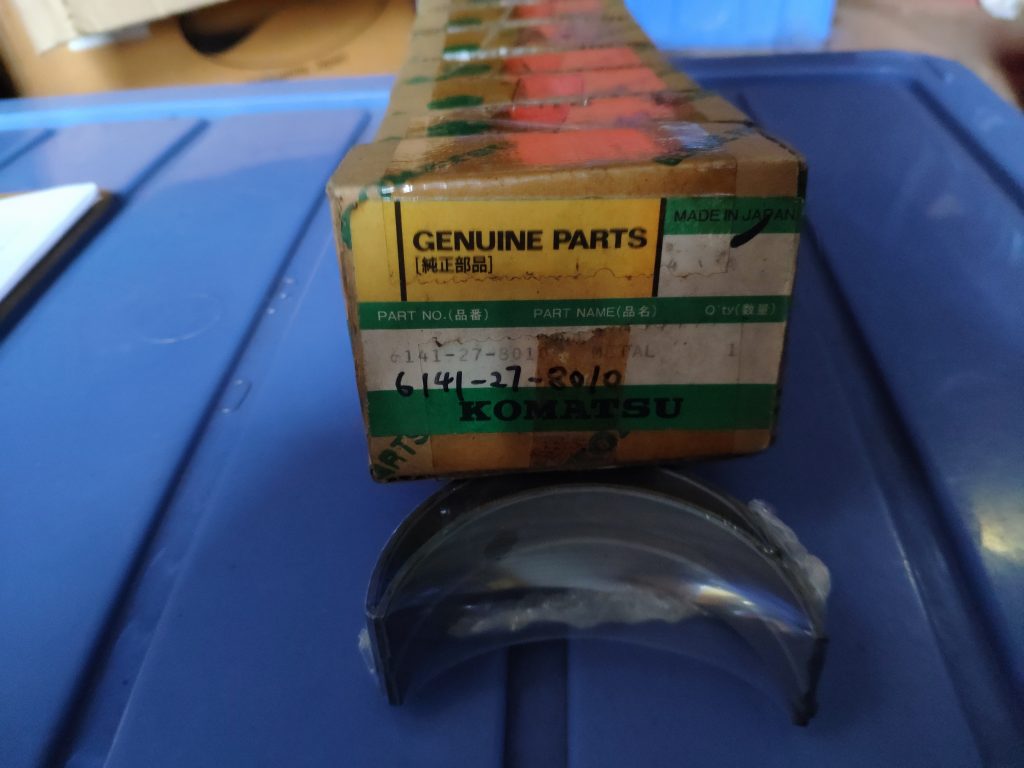 GENUINE PARTS
[純正部品]
MADE IN JAPAN
PART NO.(品番) PART NAME(品名) Q'ty(数量)
6141-27-8010 METAL 1
6141-27-8010
KOMATSU
PARTS